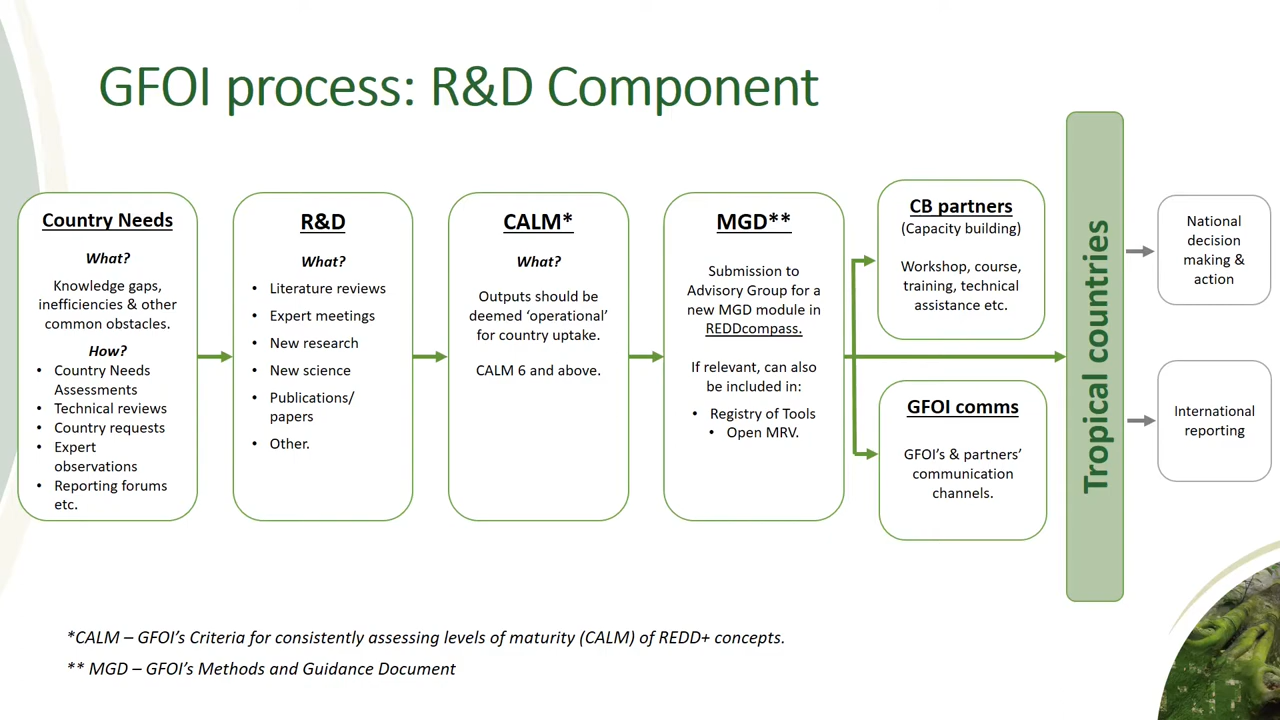 GFOI process: R&D Component
Country Needs
What?
Knowledge gaps,
inefficiencies & other
common obstacles.
How?
• Country Needs
Assessments
• Technical reviews
• Country requests
• Expert
observations
• Reporting forums
etc.
R&D
What?
• Literature reviews
• Expert meetings
• New research
• New science
• Publications/
papers
• Other.
CALM*
What?
Outputs should be
deemed ‘operational’
for country uptake.
CALM 6 and above.
MGD**
Submission to
Advisory Group for a
new MGD module in
REDDcompass.
If relevant, can also
be included in:
• Registry of Tools
• Open MRV.
CB partners
(Capacity building)
Workshop, course,
training, technical
assistance etc.
GFOI comms
GFOI’s & partners’
communication
channels.
Tropical countries
National
decision
making &
action
International
reporting
*CALM – GFOI’s Criteria for consistently assessing levels of maturity (CALM) of REDD+ concepts.
** MGD – GFOI’s Methods and Guidance Document